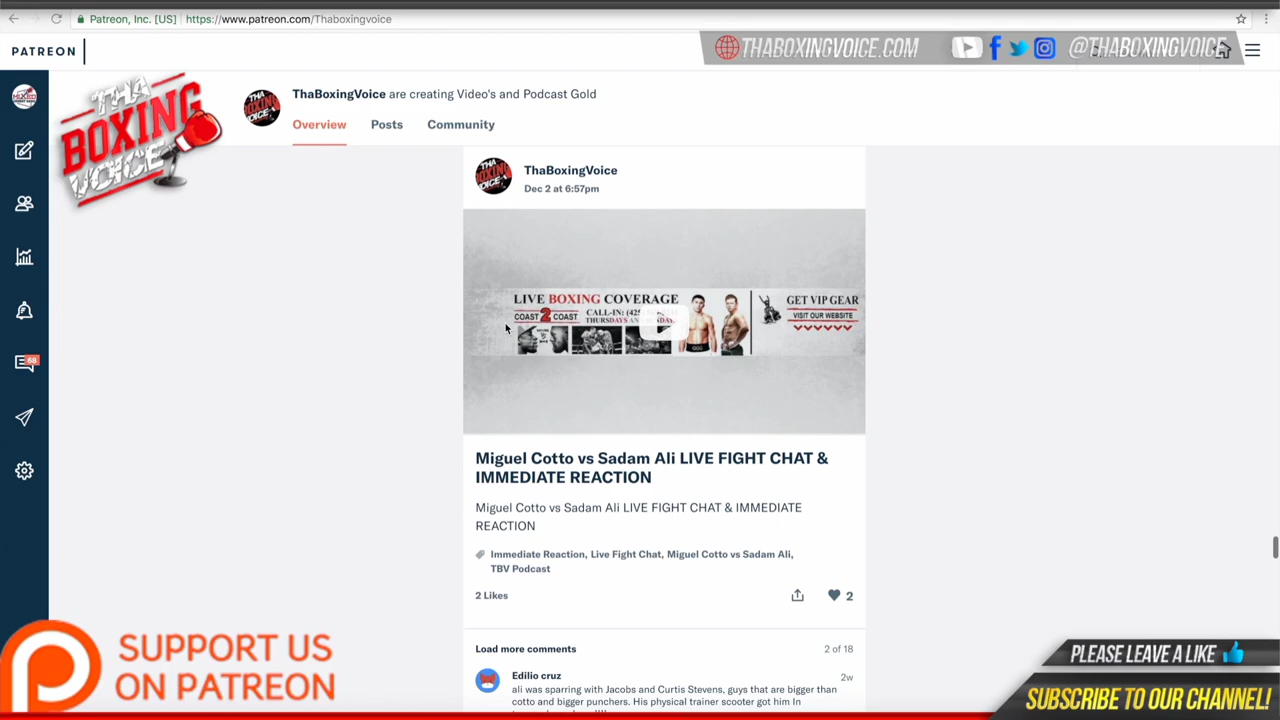 Patreon, Inc. [US] https://www.patreon.com/Thaboxingvoice
PATREON
THABOXINGVOICE.COM
@THABOXINGVOICE
THA
BOXING
VOICE
ThaBoxingVoice are creating Video's and Podcast Gold
Overview Posts Community
ThaBoxingVoice
Dec 2 at 6:57pm
LIVE BOXING COVERAGE
COAST 2 COAST
CALL-IN:
GET VIP GEAR
VISIT OUR WEBSITE
68
Miguel Cotto vs Sadam Ali LIVE FIGHT CHAT &
IMMEDIATE REACTION
Miguel Cotto vs Sadam Ali LIVE FIGHT CHAT & IMMEDIATE
REACTION
Immediate Reaction, Live Fight Chat, Miguel Cotto vs Sadam Ali,
TBV Podcast
2 Likes
2
Load more comments
2 of 18
Edilio cruz
2w
ali was sparring with Jacobs and Curtis Stevens, guys that are bigger than
cotto and bigger punchers. His physical trainer scooter got him In
SUPPORT US
ON PATREON
PLEASE LEAVE A LIKE
SUBSCRIBE TO OUR CHANNEL!